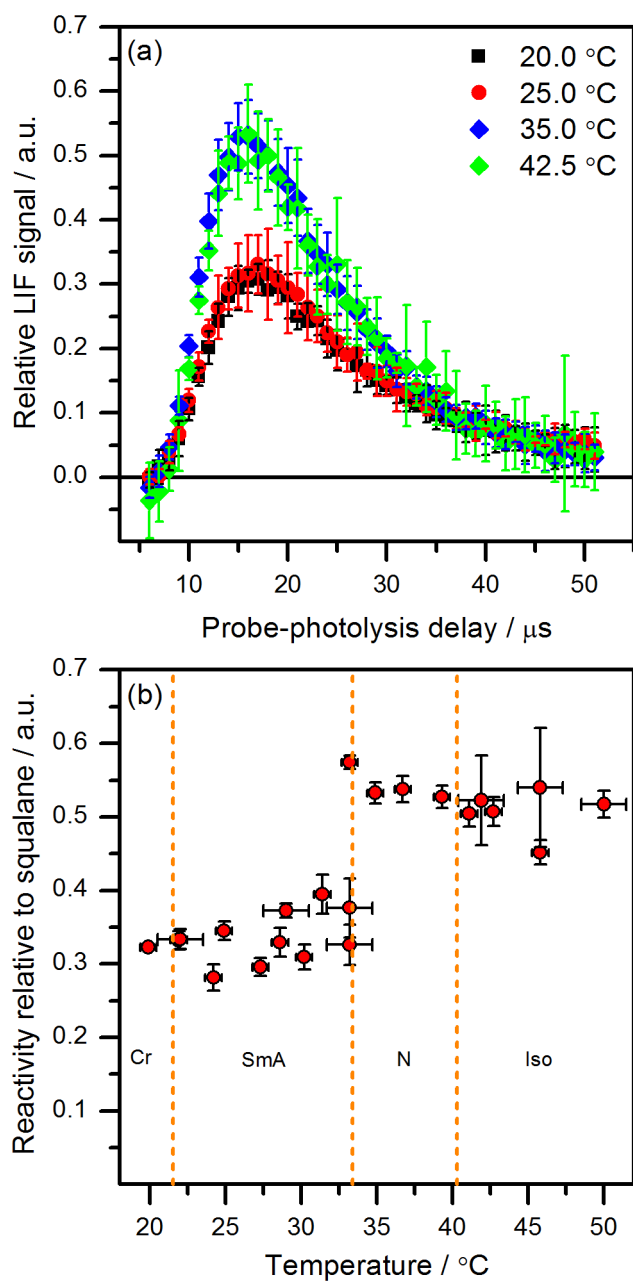 (a)
20.0 °C
25.0 °C
35.0 °C
42.5 °C
0.7
0.6
0.5
0.4
0.3
0.2
0.1
0.0
Relative LIF signal / a.u.
10 20 30 40 50
Probe-photolysis delay / μs
(b)
0.7
0.6
0.5
0.4
0.3
0.2
0.1
Reactivity relative to squalane / a.u.
Cr SmA N Iso
20 25 30 35 40 45 50
Temperature / °C